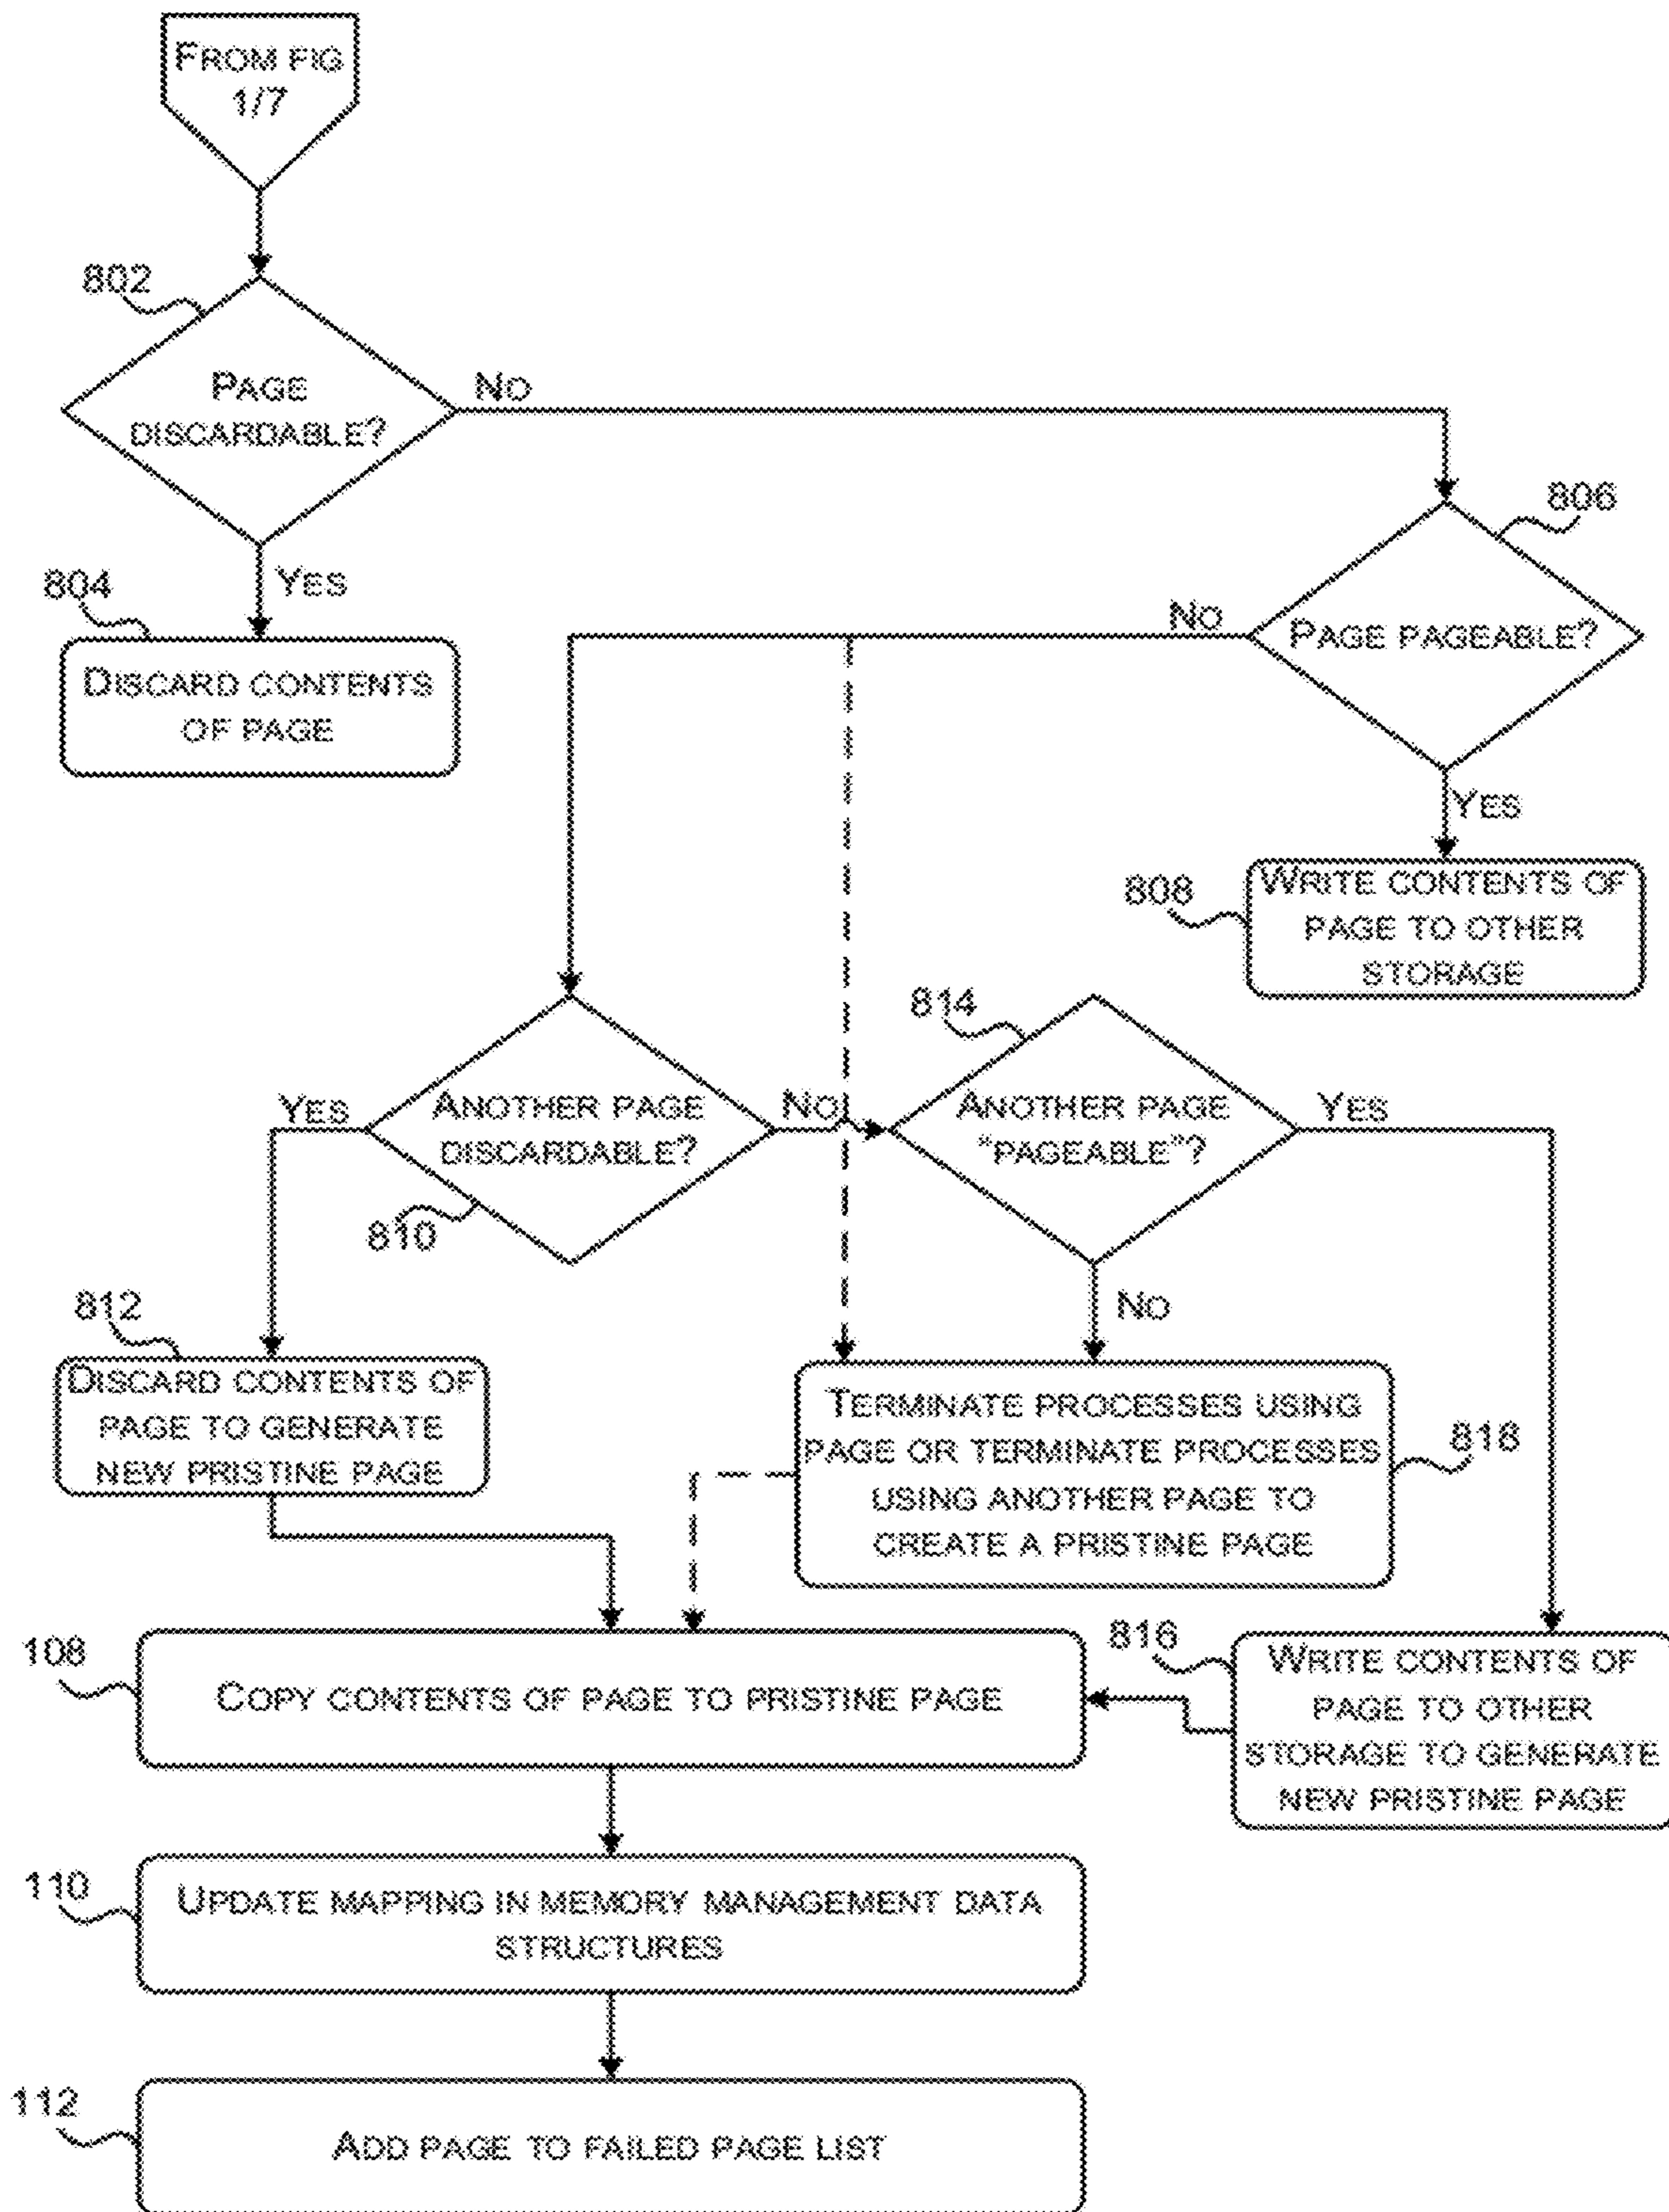 FROM FIG
1/7
802
PAGE
DISCARDABLE?
NO
YES
804
DISCARD CONTENTS
OF PAGE
806
PAGE PAGEABLE?
NO
YES
808
WRITE CONTENTS OF
PAGE TO OTHER
STORAGE
810
ANOTHER PAGE
DISCARDABLE?
YES
NO
814
ANOTHER PAGE
“PAGEABLE”?
YES
NO
812
DISCARD CONTENTS OF
PAGE TO GENERATE
NEW PRISTINE PAGE
TERMINATE PROCESSES USING
PAGE OR TERMINATE PROCESSES
USING ANOTHER PAGE TO
CREATE A PRISTINE PAGE
818
108
COPY CONTENTS OF PAGE TO PRISTINE PAGE
816
WRITE CONTENTS OF
PAGE TO OTHER
STORAGE TO GENERATE
NEW PRISTINE PAGE
110
UPDATE MAPPING IN MEMORY MANAGEMENT DATA
STRUCTURES
112
ADD PAGE TO FAILED PAGE LIST